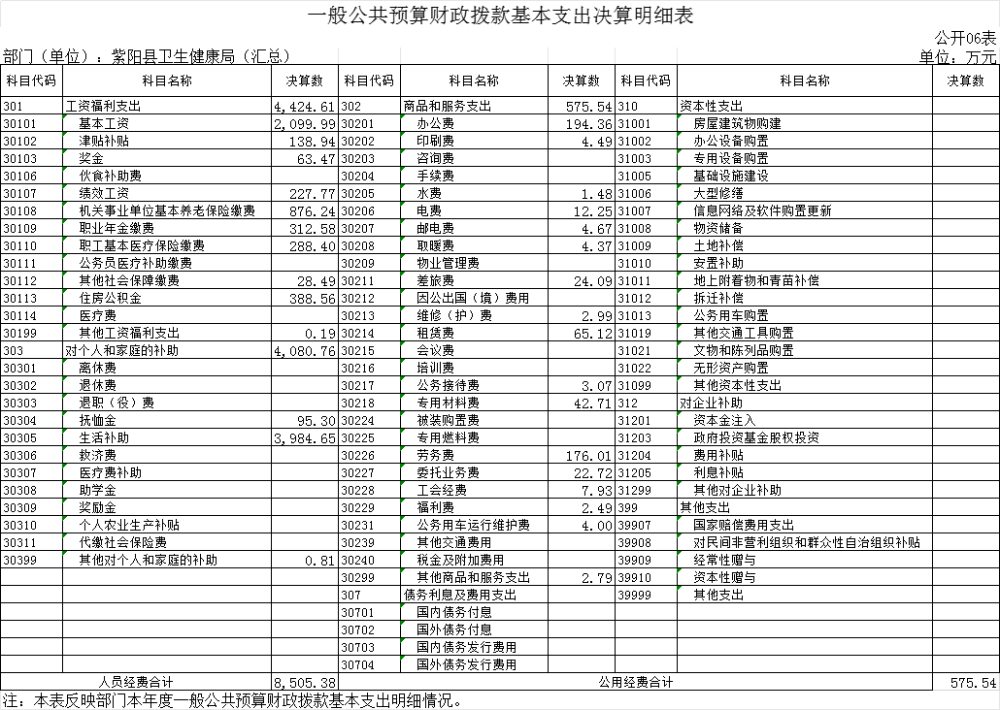 一般公共预算财政拨款基本支出决算明细表
公开06表
部门（单位）：紫阳县卫生健康局（汇总） 单位：万元
科目代码 科目名称 决算数 科目代码 科目名称 决算数 科目代码 科目名称 决算数
301 工资福利支出 4,424.61 302 商品和服务支出 575.54 310 资本性支出
30101 基本工资 2,099.99 30201 办公费 194.36 31001 房屋建筑物购建
30102 津贴补贴 138.94 30202 印刷费 4.49 31002 办公设备购置
30103 奖金 63.47 30203 咨询费 31003 专用设备购置
30106 伙食补助费 30204 手续费 31005 基础设施建设
30107 绩效工资 227.77 30205 水费 1.48 31006 大型修缮
30108 机关事业单位基本养老保险缴费 876.24 30206 电费 12.25 31007 信息网络及软件购置更新
30109 职业年金缴费 312.58 30207 邮电费 4.67 31008 物资储备
30110 职工基本医疗保险缴费 288.40 30208 取暖费 4.37 31009 土地补偿
30111 公务员医疗补助缴费 30209 物业管理费 31010 安置补助
30112 其他社会保障缴费 28.49 30211 差旅费 24.09 31011 地上附着物和青苗补偿
30113 住房公积金 388.56 30212 因公出国（境）费用 31012 拆迁补偿
30114 医疗费 30213 维修（护）费 2.99 31013 公务用车购置
30199 其他工资福利支出 0.19 30214 租赁费 65.12 31019 其他交通工具购置
303 对个人和家庭的补助 4,080.76 30215 会议费 31021 文物和陈列品购置
30301 离休费 30216 培训费 31022 无形资产购置
30302 退休费 30217 公务接待费 3.07 31099 其他资本性支出
30303 退职（役）费 30218 专用材料费 42.71 312 对企业补助
30304 抚恤金 95.30 30224 被装购置费 31201 资本金注入
30305 生活补助 3,984.65 30225 专用燃料费 31203 政府投资基金股权投资
30306 救济费 30226 劳务费 176.01 31204 费用补贴
30307 医疗费补助 30227 委托业务费 22.72 31205 利息补贴
30308 助学金 30228 工会经费 7.93 31299 其他对企业补助
30309 奖励金 30229 福利费 2.49 399 其他支出
30310 个人农业生产补贴 30231 公务用车运行维护费 4.00 39907 国家赔偿费用支出
30311 代缴社会保险费 30239 其他交通费用 39908 对民间非营利组织和群众性自治组织补贴
30399 其他对个人和家庭的补助 0.81 30240 税金及附加费用 39909 经常性赠与
30299 其他商品和服务支出 2.79 39910 资本性赠与
307 债务利息及费用支出 39999 其他支出
30701 国内债务付息
30702 国外债务付息
30703 国内债务发行费用
30704 国外债务发行费用
人员经费合计 8,505.38 公用经费合计 575.54
注：本表反映部门本年度一般公共预算财政拨款基本支出明细情况。